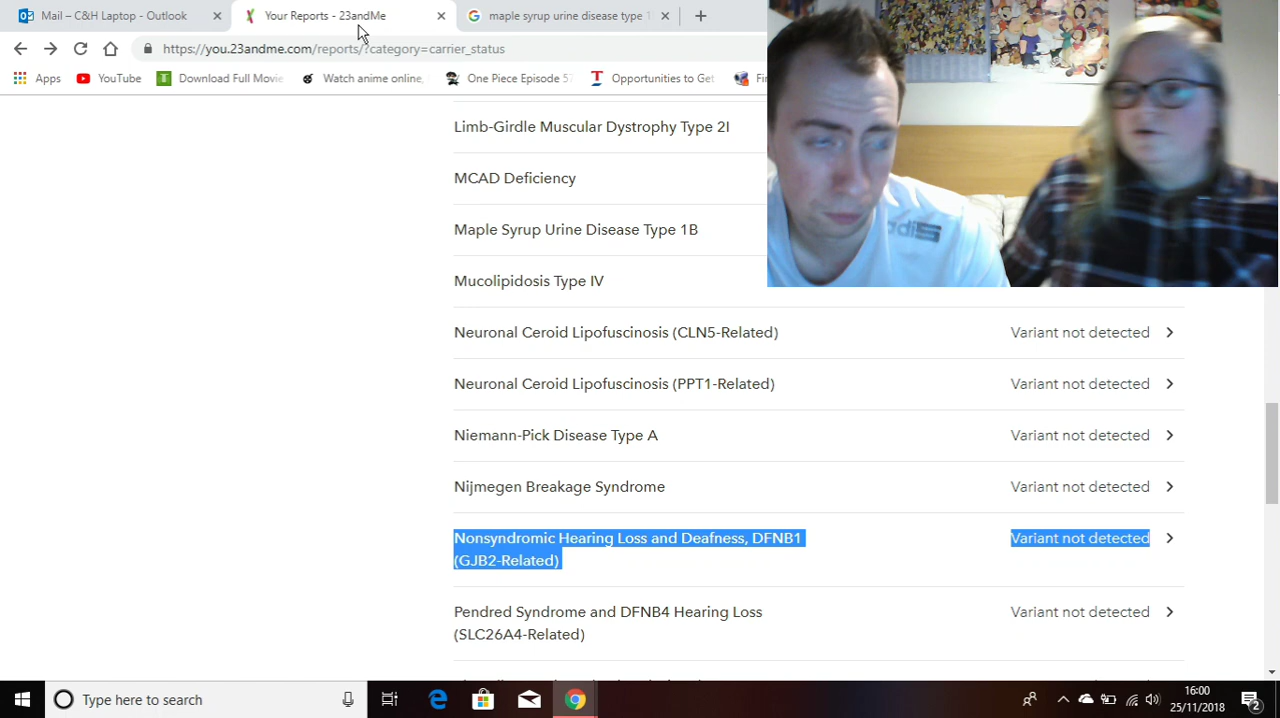 Mail – C&H Laptop - Outlook
Your Reports - 23andMe
maple syrup urine disease type 1
https://you.23andme.com/reports/?category=carrier_status
Apps
YouTube
Download Full Movie
Watch anime online,
One Piece Episode 57
Opportunities to Get
Fin
Limb-Girdle Muscular Dystrophy Type 2I
MCAD Deficiency
Maple Syrup Urine Disease Type 1B
Mucolipidosis Type IV
Neuronal Ceroid Lipofuscinosis (CLN5-Related) Variant not detected
Neuronal Ceroid Lipofuscinosis (PPT1-Related) Variant not detected
Niemann-Pick Disease Type A Variant not detected
Nijmegen Breakage Syndrome Variant not detected
Nonsyndromic Hearing Loss and Deafness, DFNB1 Variant not detected
(GJB2-Related)
Pendred Syndrome and DFNB4 Hearing Loss Variant not detected
(SLC26A4-Related)
Type here to search
16:00
25/11/2018
2